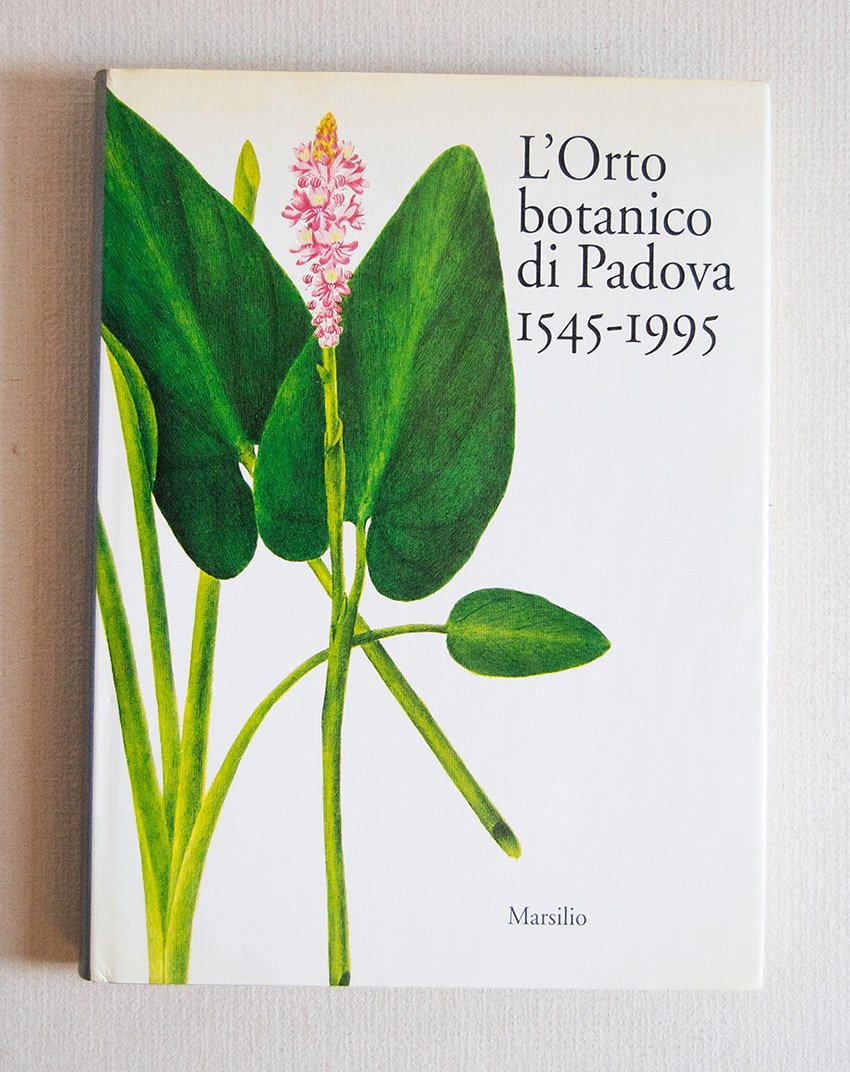 L’Orto
botanico
di Padova
1545-1995
Marsilio